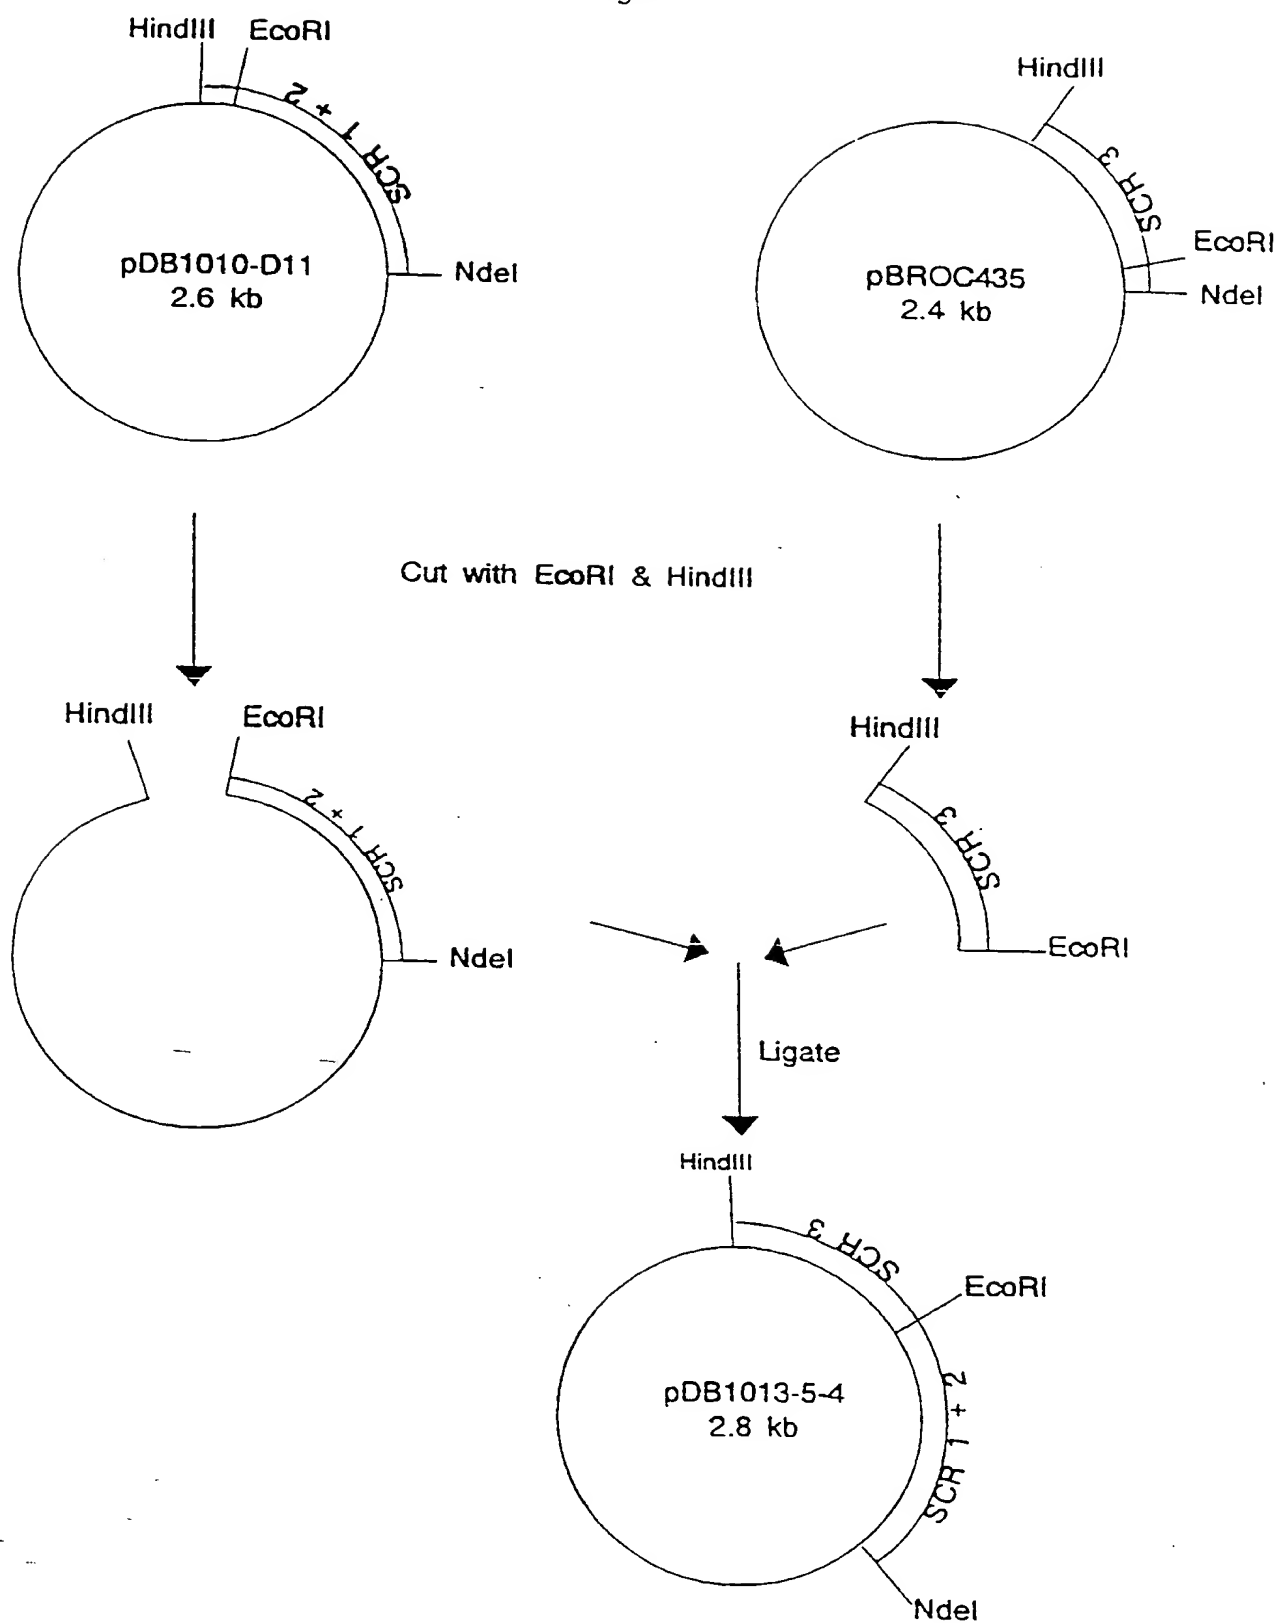 HindIII
EcoRI
SCR 1 + 2
NdeI
pDB1010-D11
2.6 kb
HindIII
SCR 3
EcoRI
NdeI
pBROC435
2.4 kb
Cut with EcoRI & HindIII
HindIII
EcoRI
SCR 1 + 2
NdeI
HindIII
SCR 3
EcoRI
Ligate
HindIII
SCR 3
EcoRI
SCR 1 + 2
NdeI
pDB1013-5-4
2.8 kb